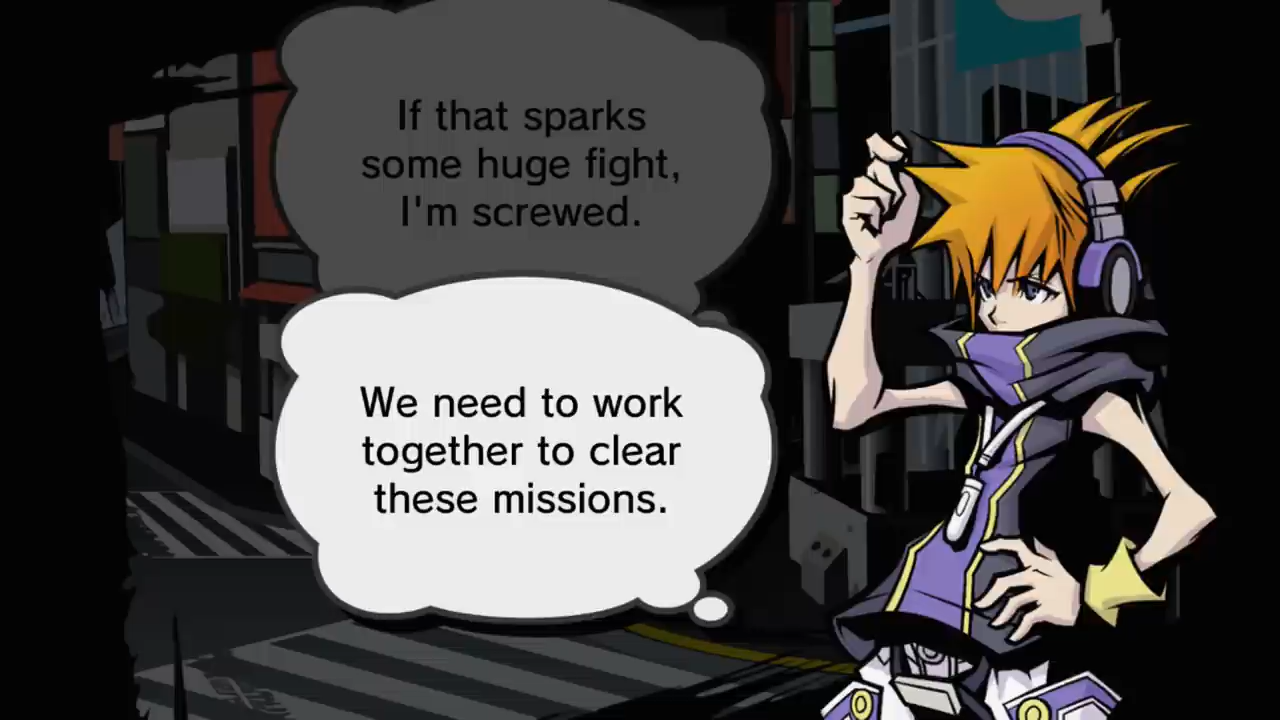 If that sparks
some huge fight,
I'm screwed.
We need to work
together to clear
these missions.